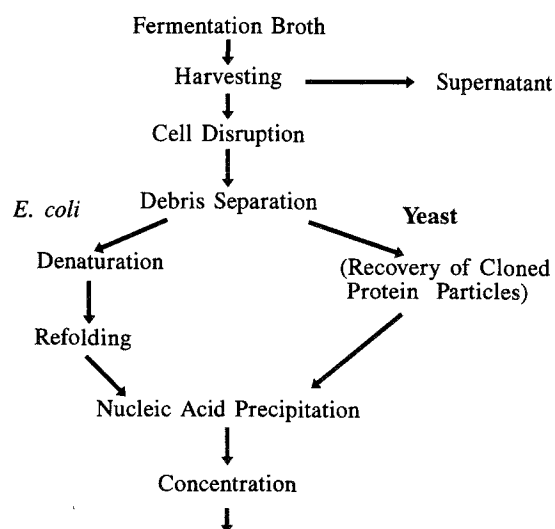 Fermentation Broth
Harvesting
Supernatant
Cell Disruption
Debris Separation
E. coli
Yeast
Denaturation
(Recovery of Cloned
Protein Particles)
Refolding
Nucleic Acid Precipitation
Concentration